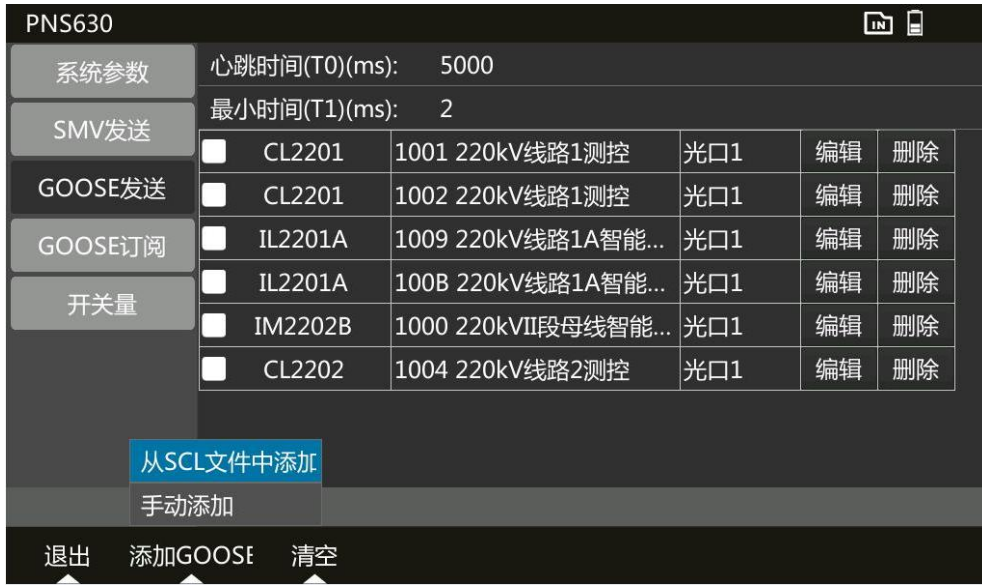 PNS630
IN
系统参数
心跳时间(T0)(ms): 5000
最小时间(T1)(ms): 2
SMV发送
CL2201 1001 220kV线路1测控 光口1 编辑 删除
GOOSE发送
CL2201 1002 220kV线路1测控 光口1 编辑 删除
GOOSE订阅
IL2201A 1009 220kV线路1A智能... 光口1 编辑 删除
IL2201A 100B 220kV线路1A智能... 光口1 编辑 删除
开关量
IM2202B 1000 220kVII段母线智能... 光口1 编辑 删除
CL2202 1004 220kV线路2测控 光口1 编辑 删除
从SCL文件中添加
手动添加
退出 添加GOOSE 清空